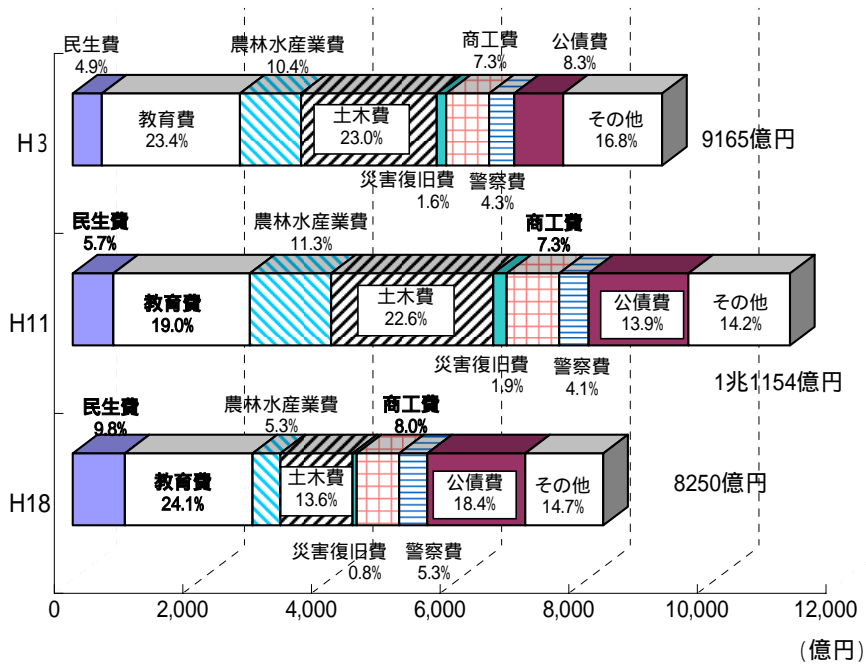 民生費
4.9%
農林水産業費
10.4%
商工費
7.3%
公債費
8.3%
H3
教育費
23.4%
土木費
23.0%
その他
16.8%
9165億円
災害復旧費
1.6%
警察費
4.3%
民生費
5.7%
農林水産業費
11.3%
商工費
7.3%
H11
教育費
19.0%
土木費
22.6%
公債費
13.9%
その他
14.2%
災害復旧費
1.9%
警察費
4.1%
1兆1154億円
民生費
9.8%
農林水産業費
5.3%
商工費
8.0%
H18
教育費
24.1%
土木費
13.6%
公債費
18.4%
その他
14.7%
8250億円
災害復旧費
0.8%
警察費
5.3%
0 2,000 4,000 6,000 8,000 10,000 12,000
(億円)